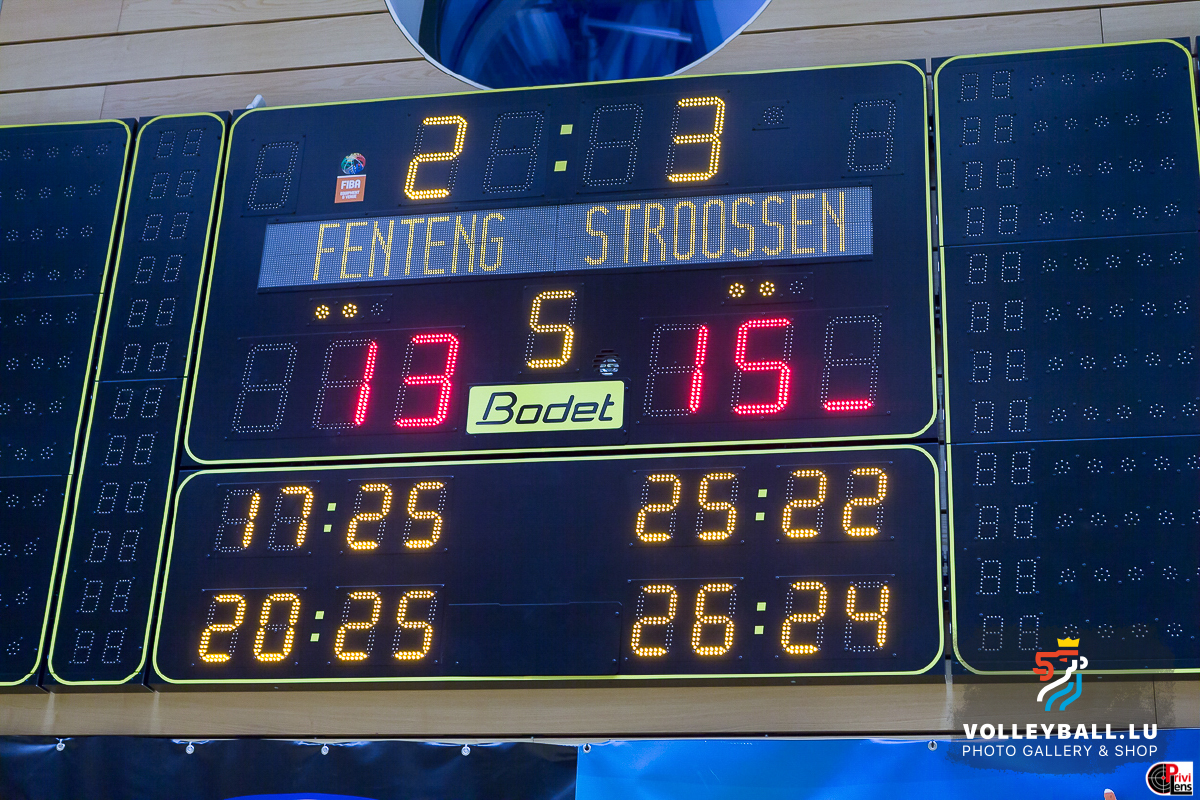 2 : 3
FIBA
FENTENG STROOSSEN
5
13 15
Bodet
17:25 25:22
20:25 26:24
VOLLEYBALL.LU
PHOTO GALLERY & SHOP
Privi
Lens